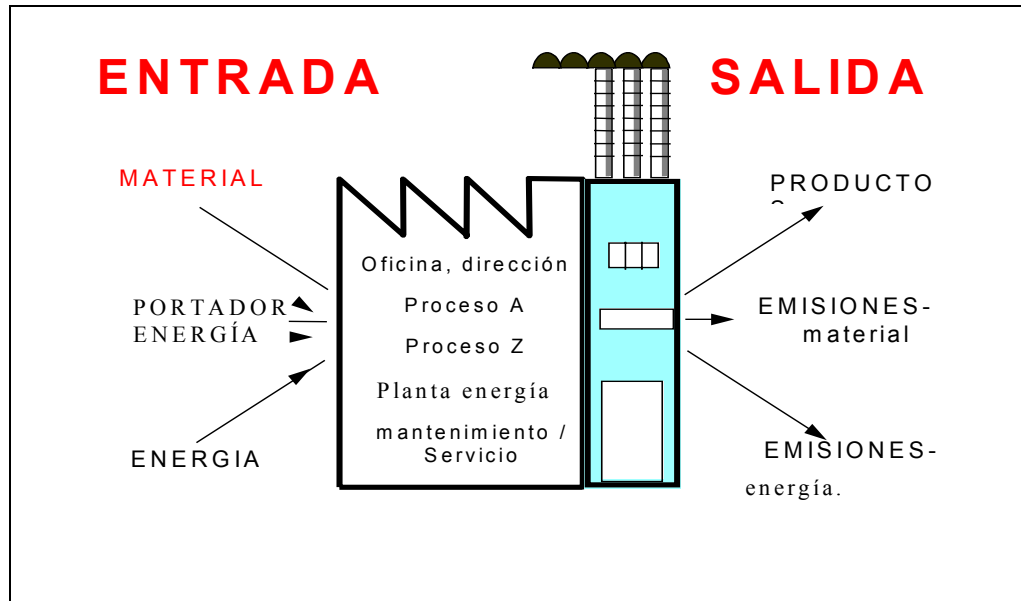 ENTRADA
SALIDA
MATERIAL
PORTADOR
ENERGÍA
ENERGIA
Oficina, dirección
Proceso A
Proceso Z
Planta energía
mantenimiento /
Servicio
PRODUCTO
EMISIONES-
material
EMISIONES-
energía.